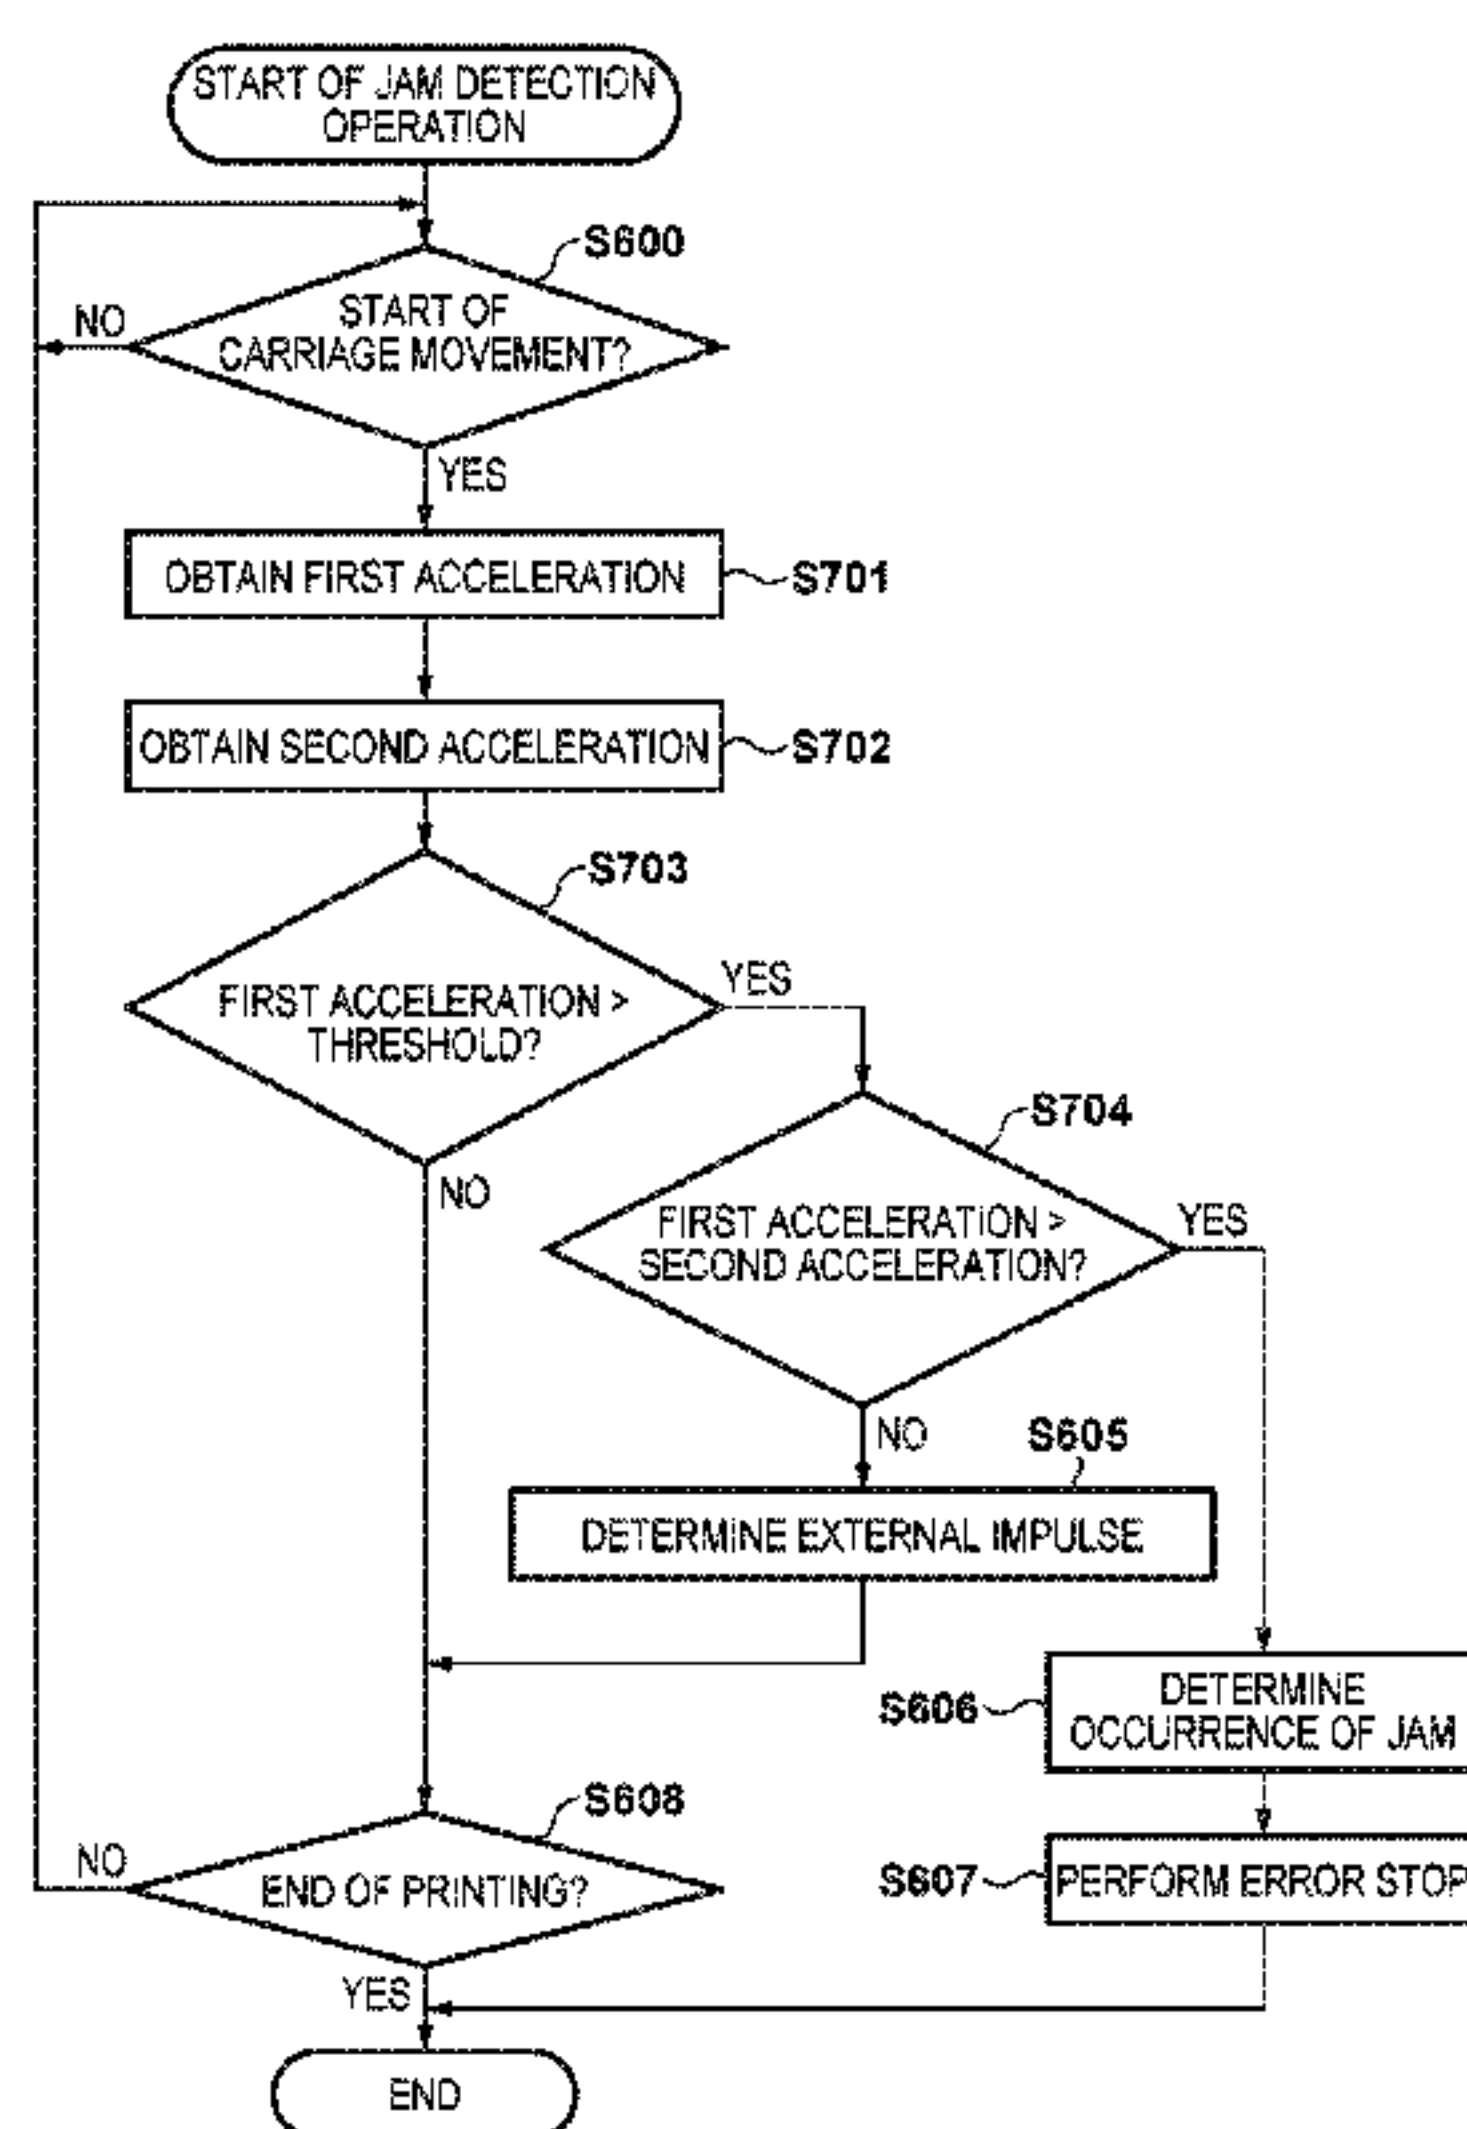 START OF JAM DETECTION
OPERATION
S600
START OF
CARRIAGE MOVEMENT?
NO
YES
OBTAIN FIRST ACCELERATION
S701
OBTAIN SECOND ACCELERATION
S702
S703
FIRST ACCELERATION >
THRESHOLD?
YES
NO
S704
FIRST ACCELERATION >
SECOND ACCELERATION?
YES
NO
S605
DETERMINE EXTERNAL IMPULSE
S606
DETERMINE
OCCURRENCE OF JAM
S608
END OF PRINTING?
NO
S607
PERFORM ERROR STOP
YES
END